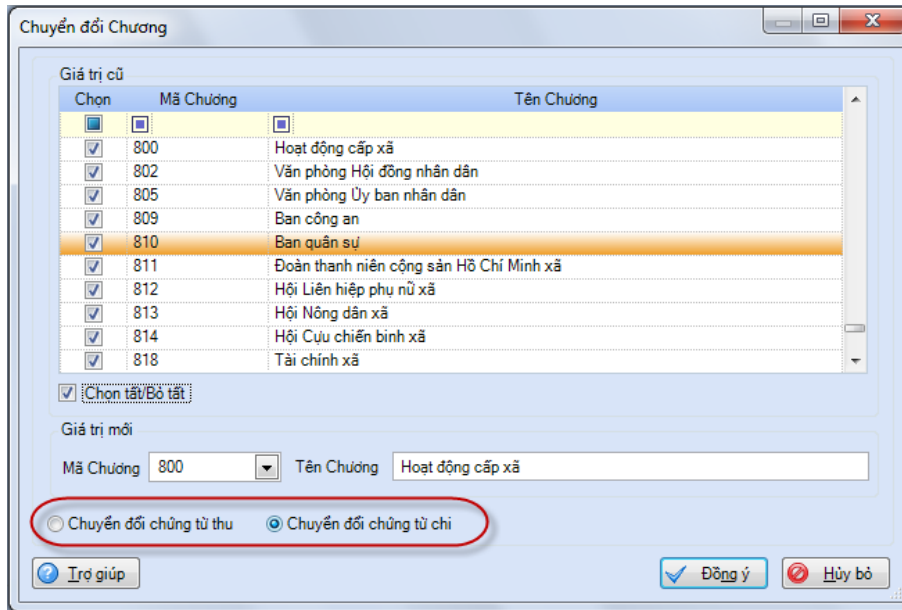 Chuyển đổi Chương
Giá trị cũ
Chọn Mã Chương Tên Chương
800 Hoạt động cấp xã
802 Văn phòng Hội đồng nhân dân
805 Văn phòng Ủy ban nhân dân
809 Ban công an
810 Ban quân sự
811 Đoàn thanh niên cộng sản Hồ Chí Minh xã
812 Hội Liên hiệp phụ nữ xã
813 Hội Nông dân xã
814 Hội Cựu chiến binh xã
818 Tài chính xã
Chọn tất/Bỏ tất
Giá trị mới
Mã Chương 800 Tên Chương Hoạt động cấp xã
Chuyển đổi chứng từ thu Chuyển đổi chứng từ chi
Trợ giúp Đồng ý Hủy bỏ